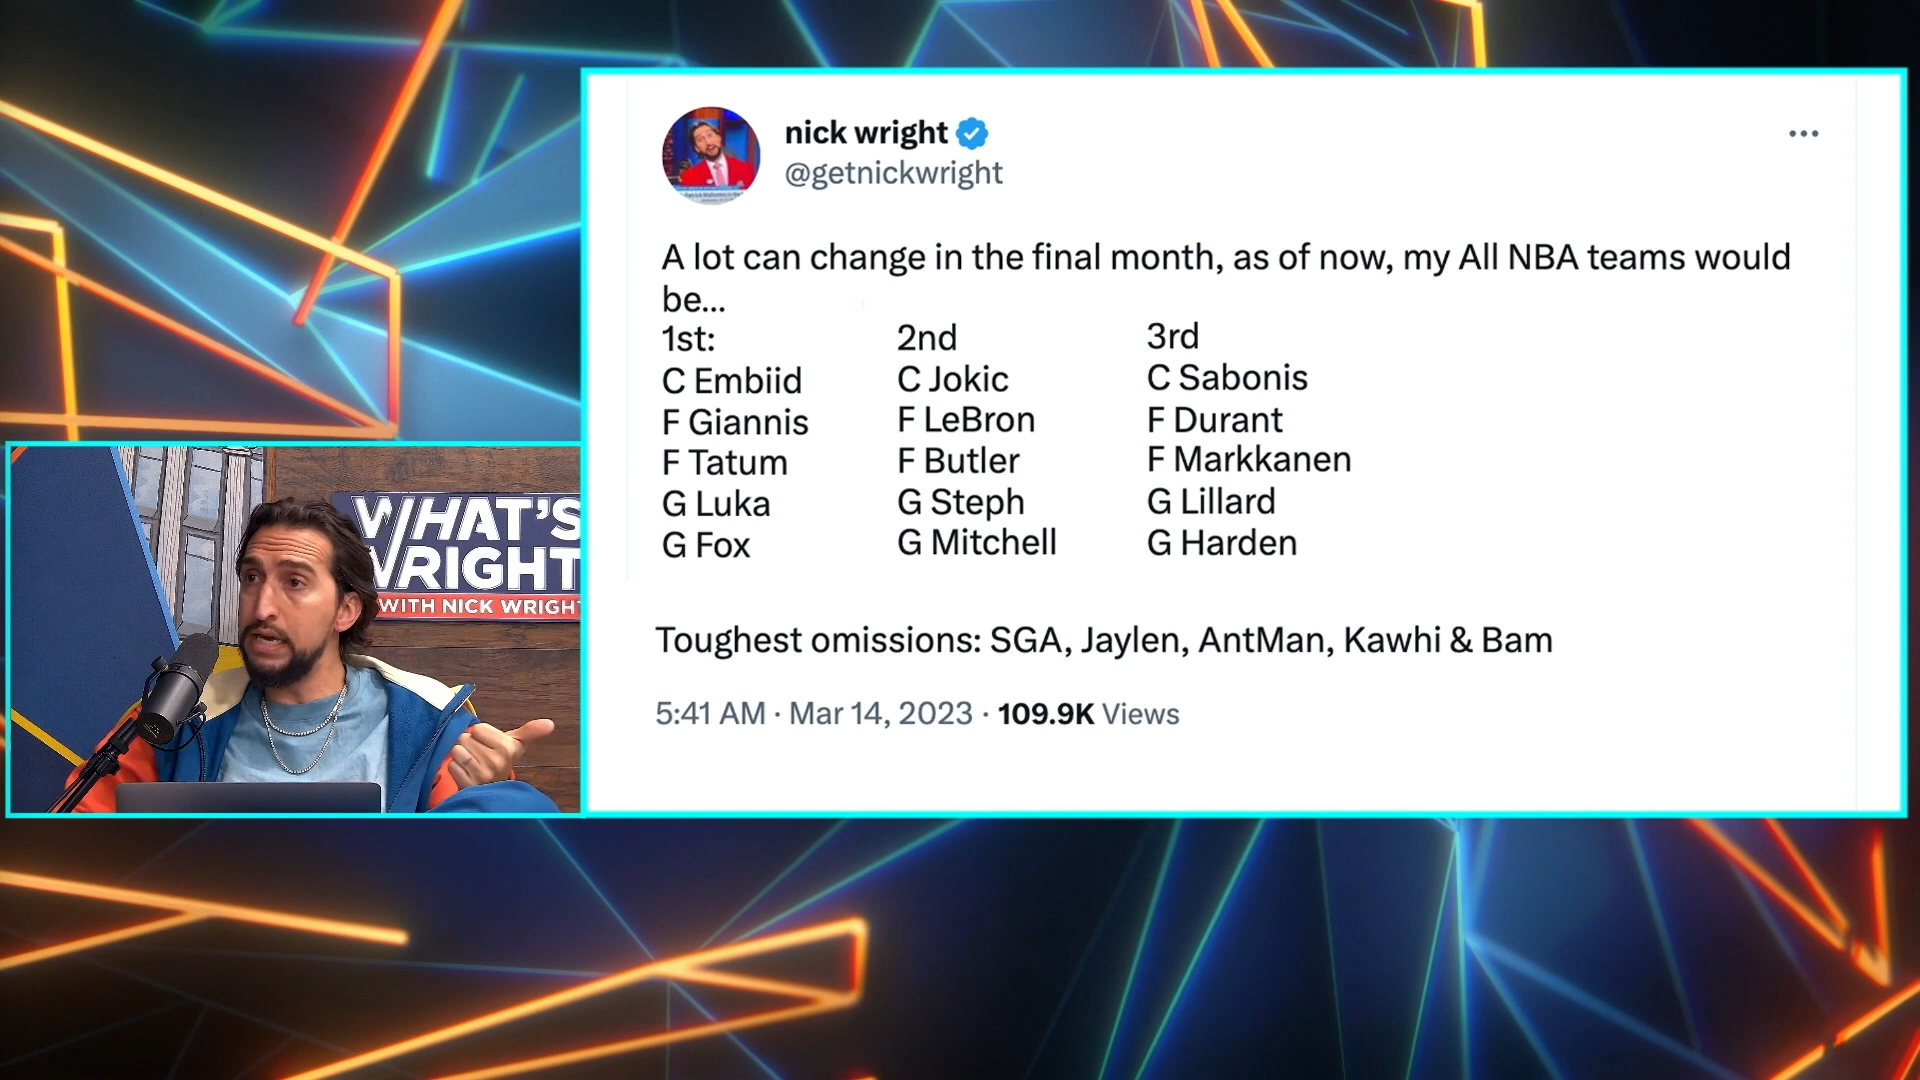 nick wright
@getnickwright
A lot can change in the final month, as of now, my All NBA teams would
be...
1st:
C Embiid
F Giannis
F Tatum
G Luka
G Fox
2nd
C Jokic
F LeBron
F Butler
G Steph
G Mitchell
3rd
C Sabonis
F Durant
F Markkanen
G Lillard
G Harden
Toughest omissions: SGA, Jaylen, AntMan, Kawhi & Bam
5:41 AM · Mar 14, 2023 · 109.9K Views
WHAT'S
WRIGHT
WITH NICK WRIGHT